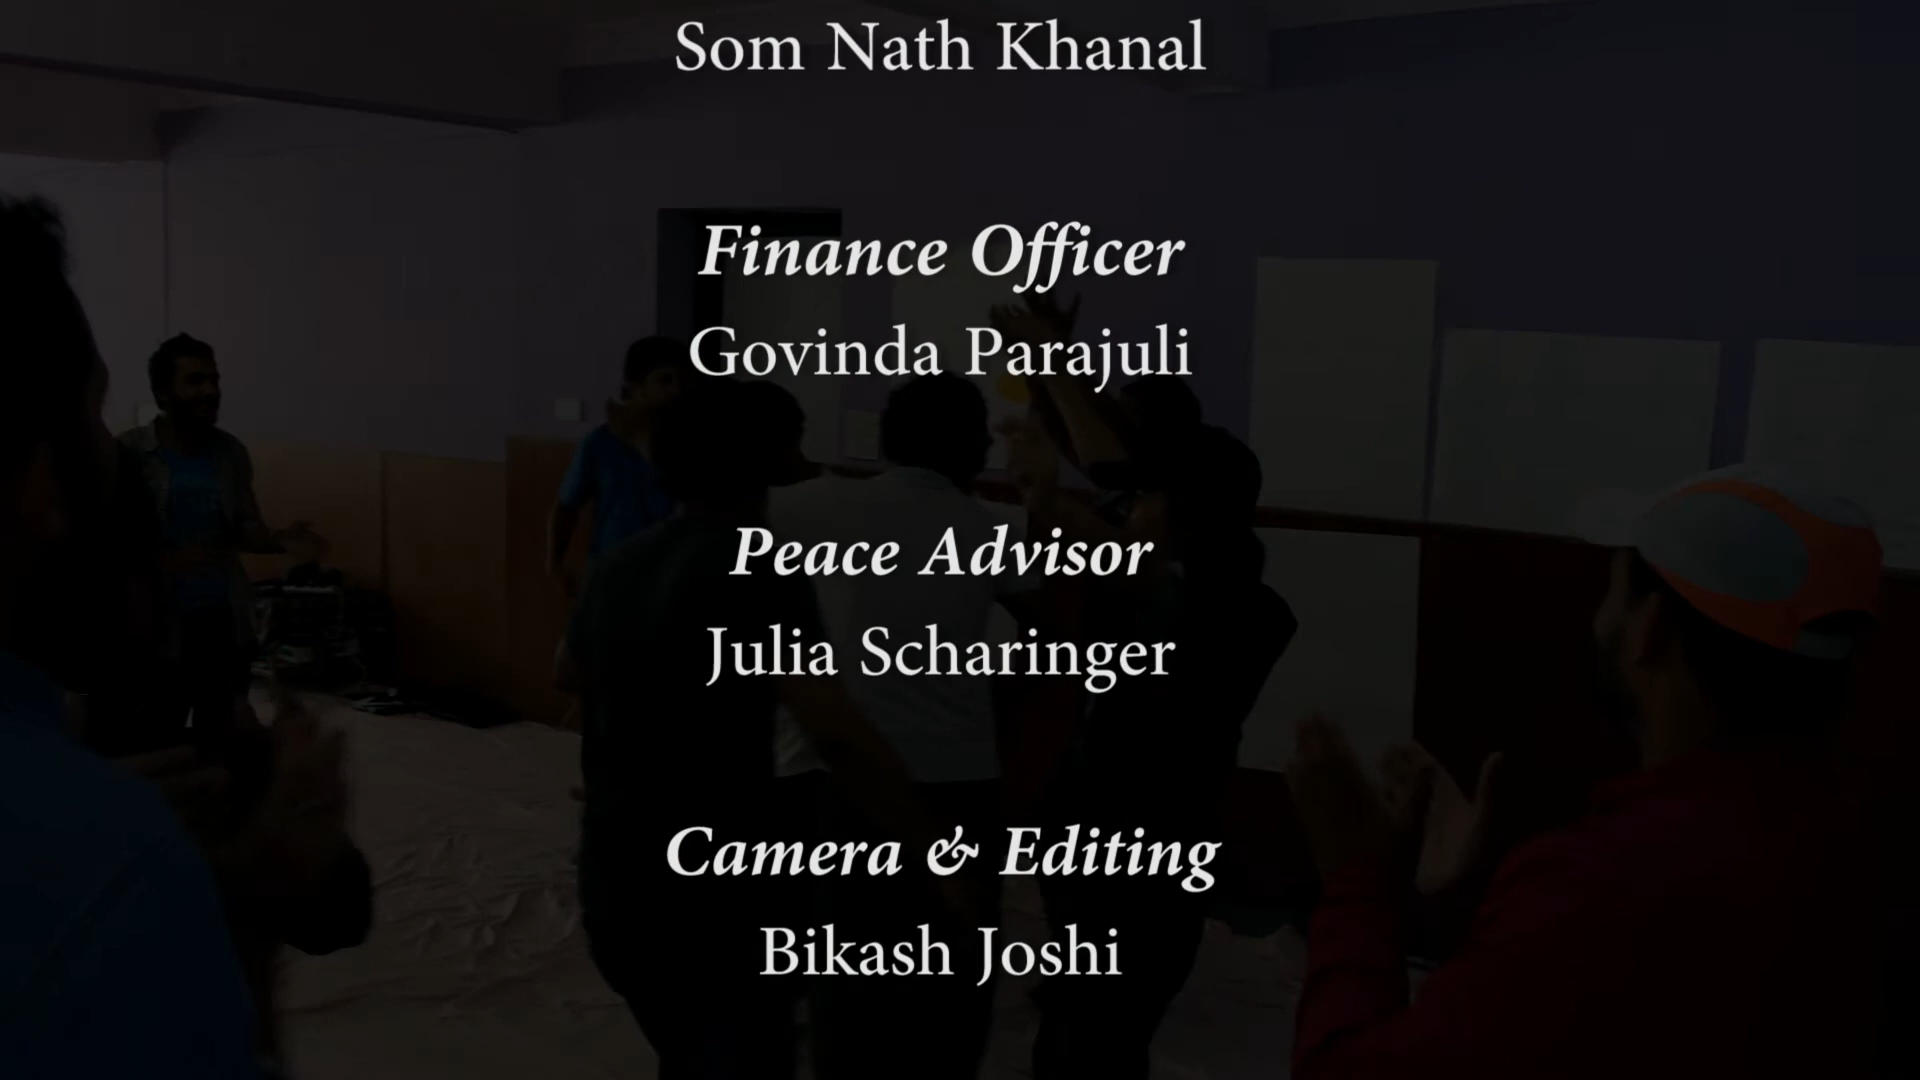 Som Nath Khanal
Finance Officer
Govinda Parajuli
Peace Advisor
Julia Scharinger
Camera & Editing
Bikash Joshi